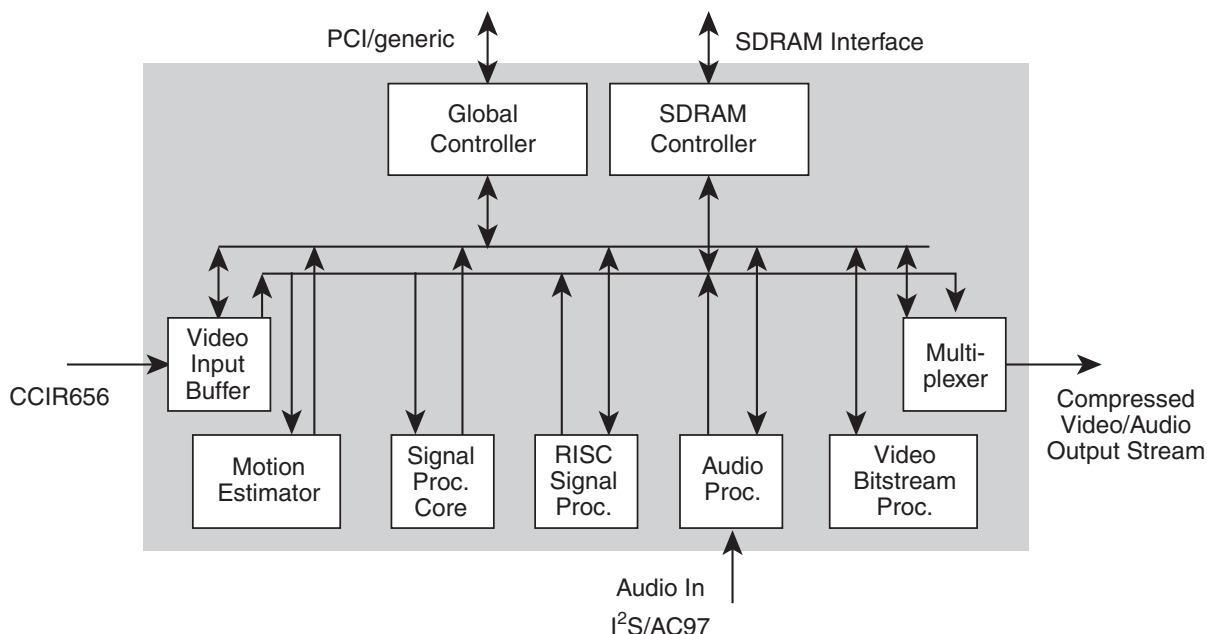 PCI/generic
SDRAM Interface
Global
Controller
SDRAM
Controller
Video
Input
Buffer
Multi-
plexer
CCIR656
Compressed
Video/Audio
Output Stream
Motion
Estimator
Signal
Proc.
Core
RISC
Signal
Proc.
Audio
Proc.
Video
Bitstream
Proc.
Audio In
I²S/AC97